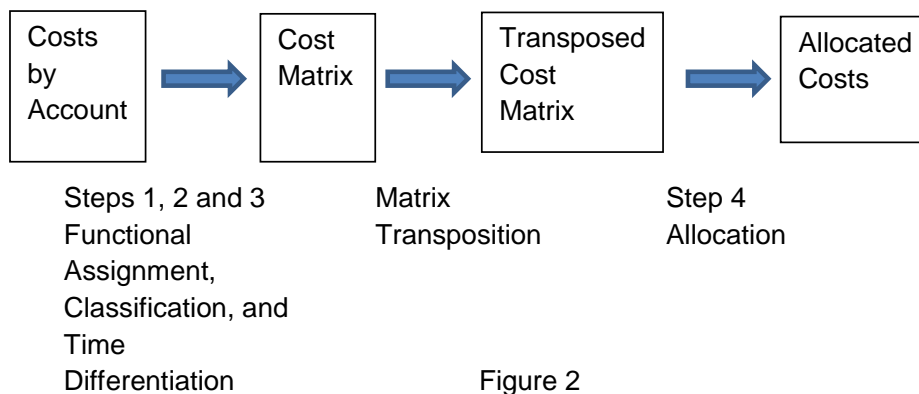 Costs
by
Account
Cost
Matrix
Transposed
Cost
Matrix
Allocated
Costs
Steps 1, 2 and 3
Functional
Assignment,
Classification, and
Time
Differentiation
Matrix
Transposition
Step 4
Allocation
Figure 2